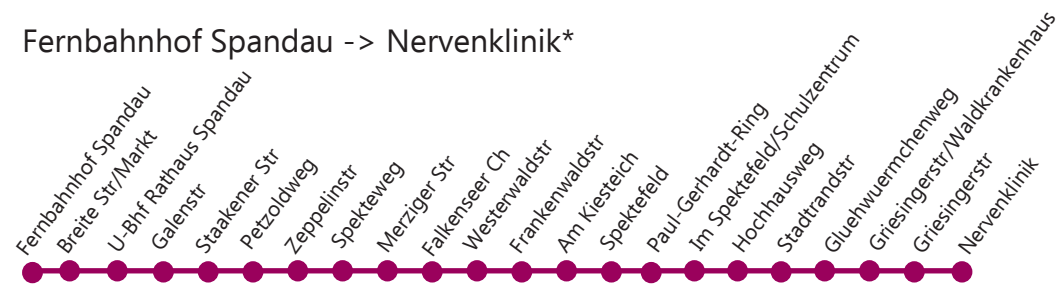 Fernbahnhof Spandau -> Nervenklinik*
Fernbahnhof Spandau
Breite Str/Markt
U-Bhf Rathaus Spandau
Galenstr
Staakener Str
Petzoldweg
Zeppelinstr
Spekteweg
Merziger Str
Falkenseer Ch
Westerwaldstr
Frankenwaldstr
Am Kiesteich
Spektefeld
Paul-Gerhardt-Ring
Im Spektefeld/Schulzentrum
Hochhausweg
Stadtrandstr
Gluehwuermchenweg
Griesingerstr/Waldkrankenhaus
Griesingerstr
Nervenklinik